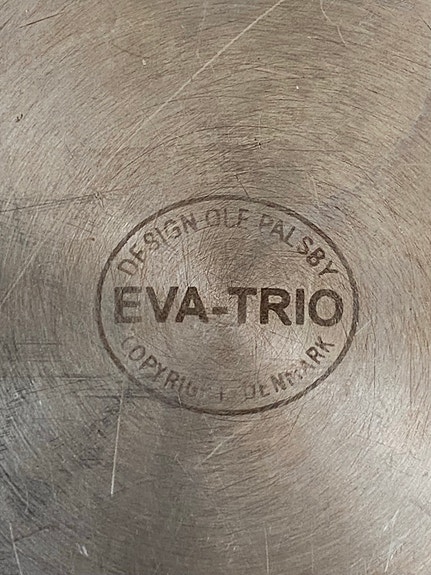 DESIGN OLE PALSBY
EVA-TRIO
COPYRIGHT DENMARK